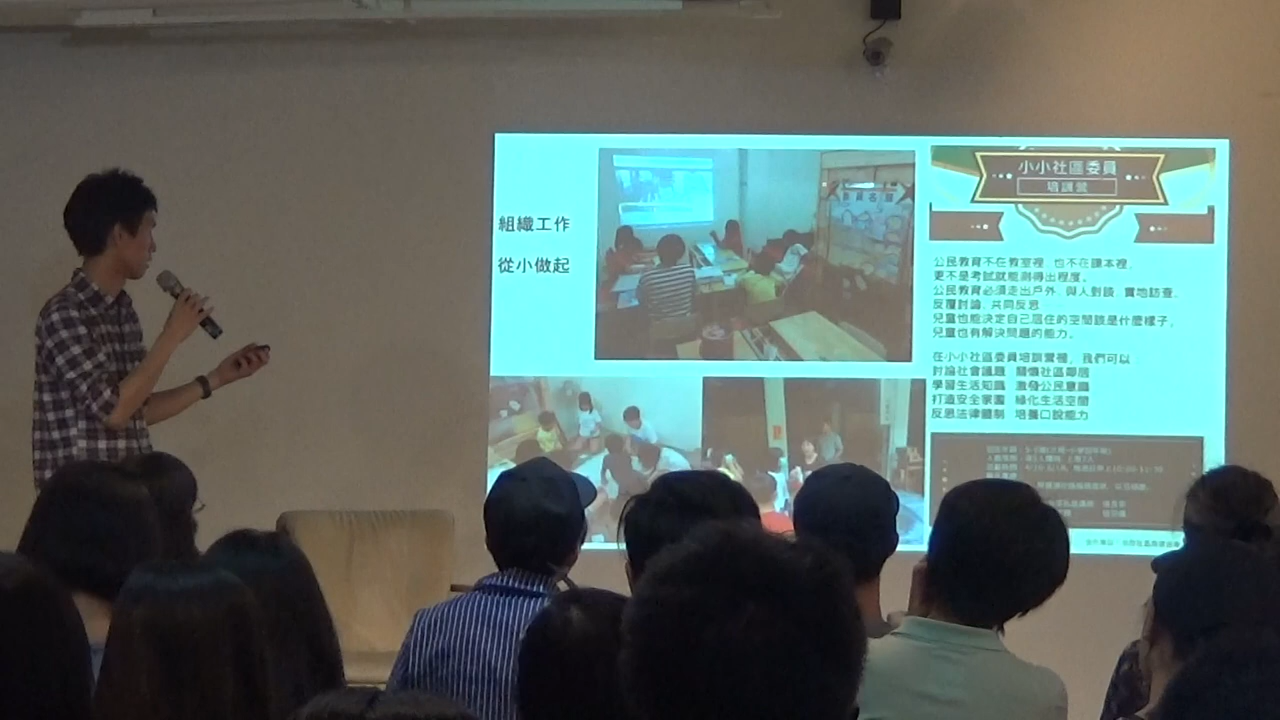 組織工作
從小做起
小小社區委員
培訓營
公民教育不在教室裡，也不在課本裡，
更不是考試就能測得出程度。
公民教育必須走出戶外，與人對談，實地訪查，
反覆討論，共同反思
兒童也能決定自己居住的空間該是什麼樣子，
兒童也有解決問題的能力。
在小小社區委員培訓營裡，我們可以
討論社會議題 關懷社區鄰居
學習生活知識 激發公民意識
打造安全家園 綠化生活空間
反思法律體制 培養口說能力